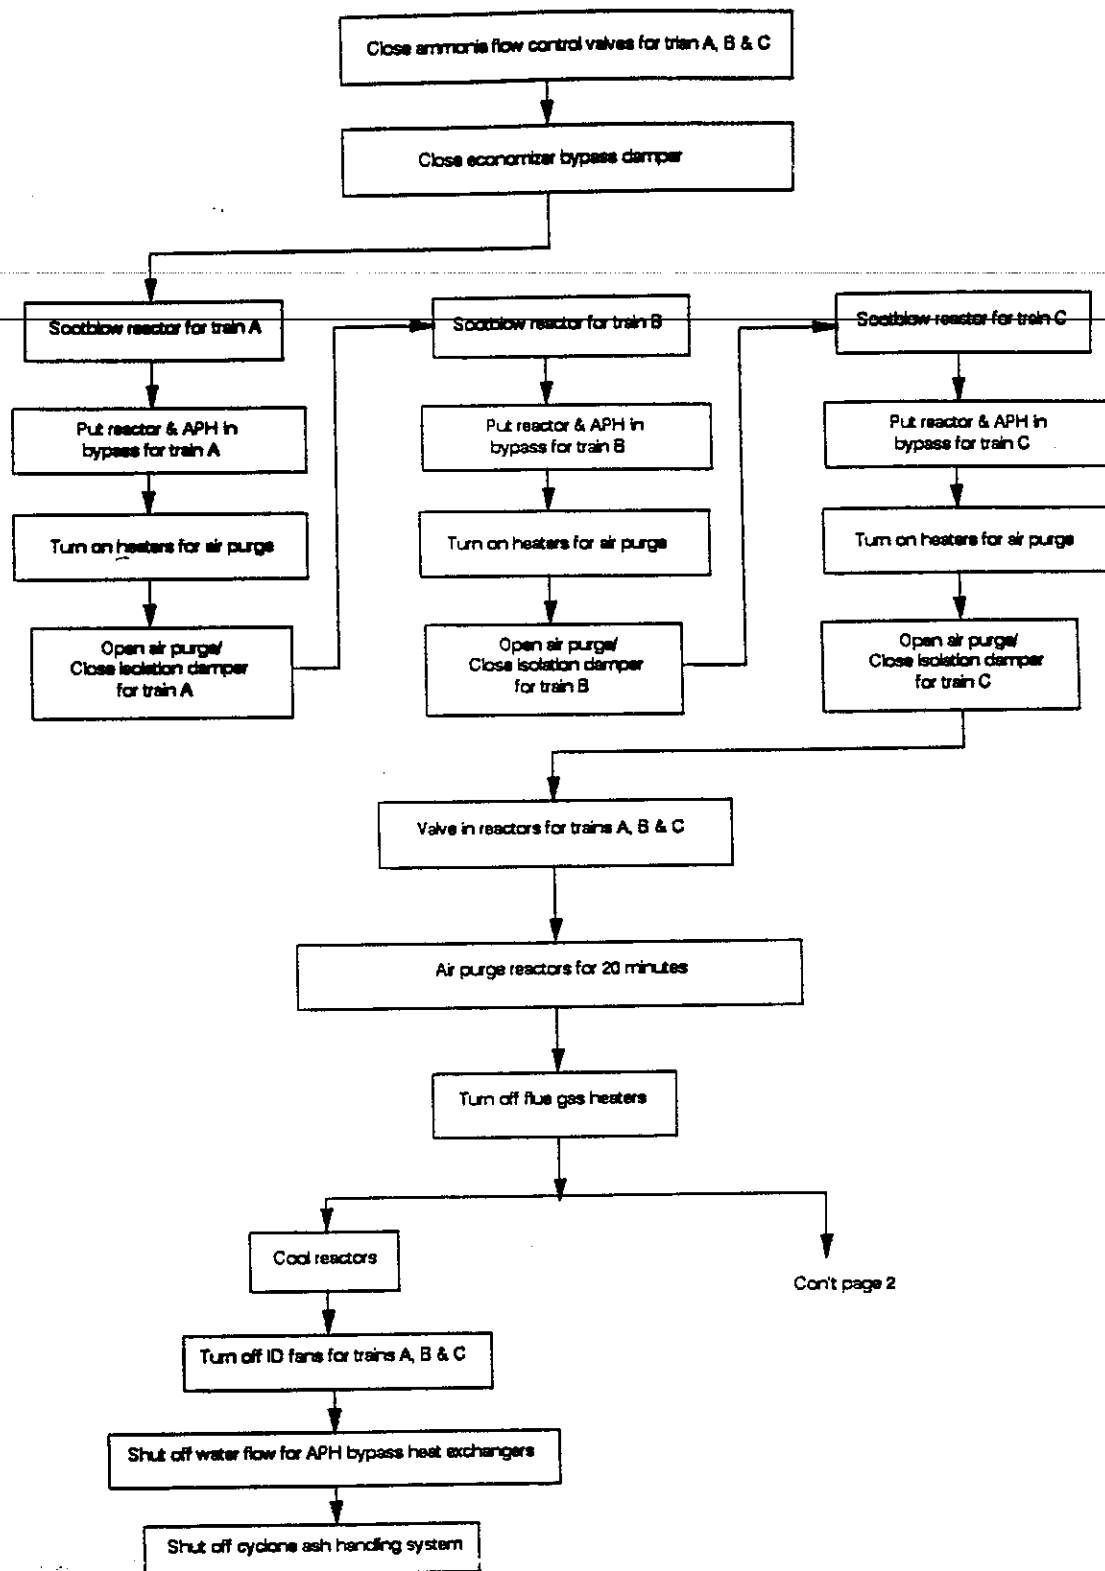 Close ammonia flow control valves for trian A, B & C
Close economizer bypass damper
Sootblow reactor for train A
Put reactor & APH in
bypass for train A
Turn on heaters for air purge
Open air purge/
Close isolation damper
for train A
Sootblow reactor for train B
Put reactor & APH in
bypass for train B
Turn on heaters for air purge
Open air purge/
Close isolation damper
for train B
Sootblow reactor for train C
Put reactor & APH in
bypass for train C
Turn on heaters for air purge
Open air purge/
Close isolation damper
for train C
Valve in reactors for trains A, B & C
Air purge reactors for 20 minutes
Turn off flue gas heaters
Cool reactors
Con't page 2
Turn off ID fans for trains A, B & C
Shut off water flow for APH bypass heat exchangers
Shut off cyclone ash handling system